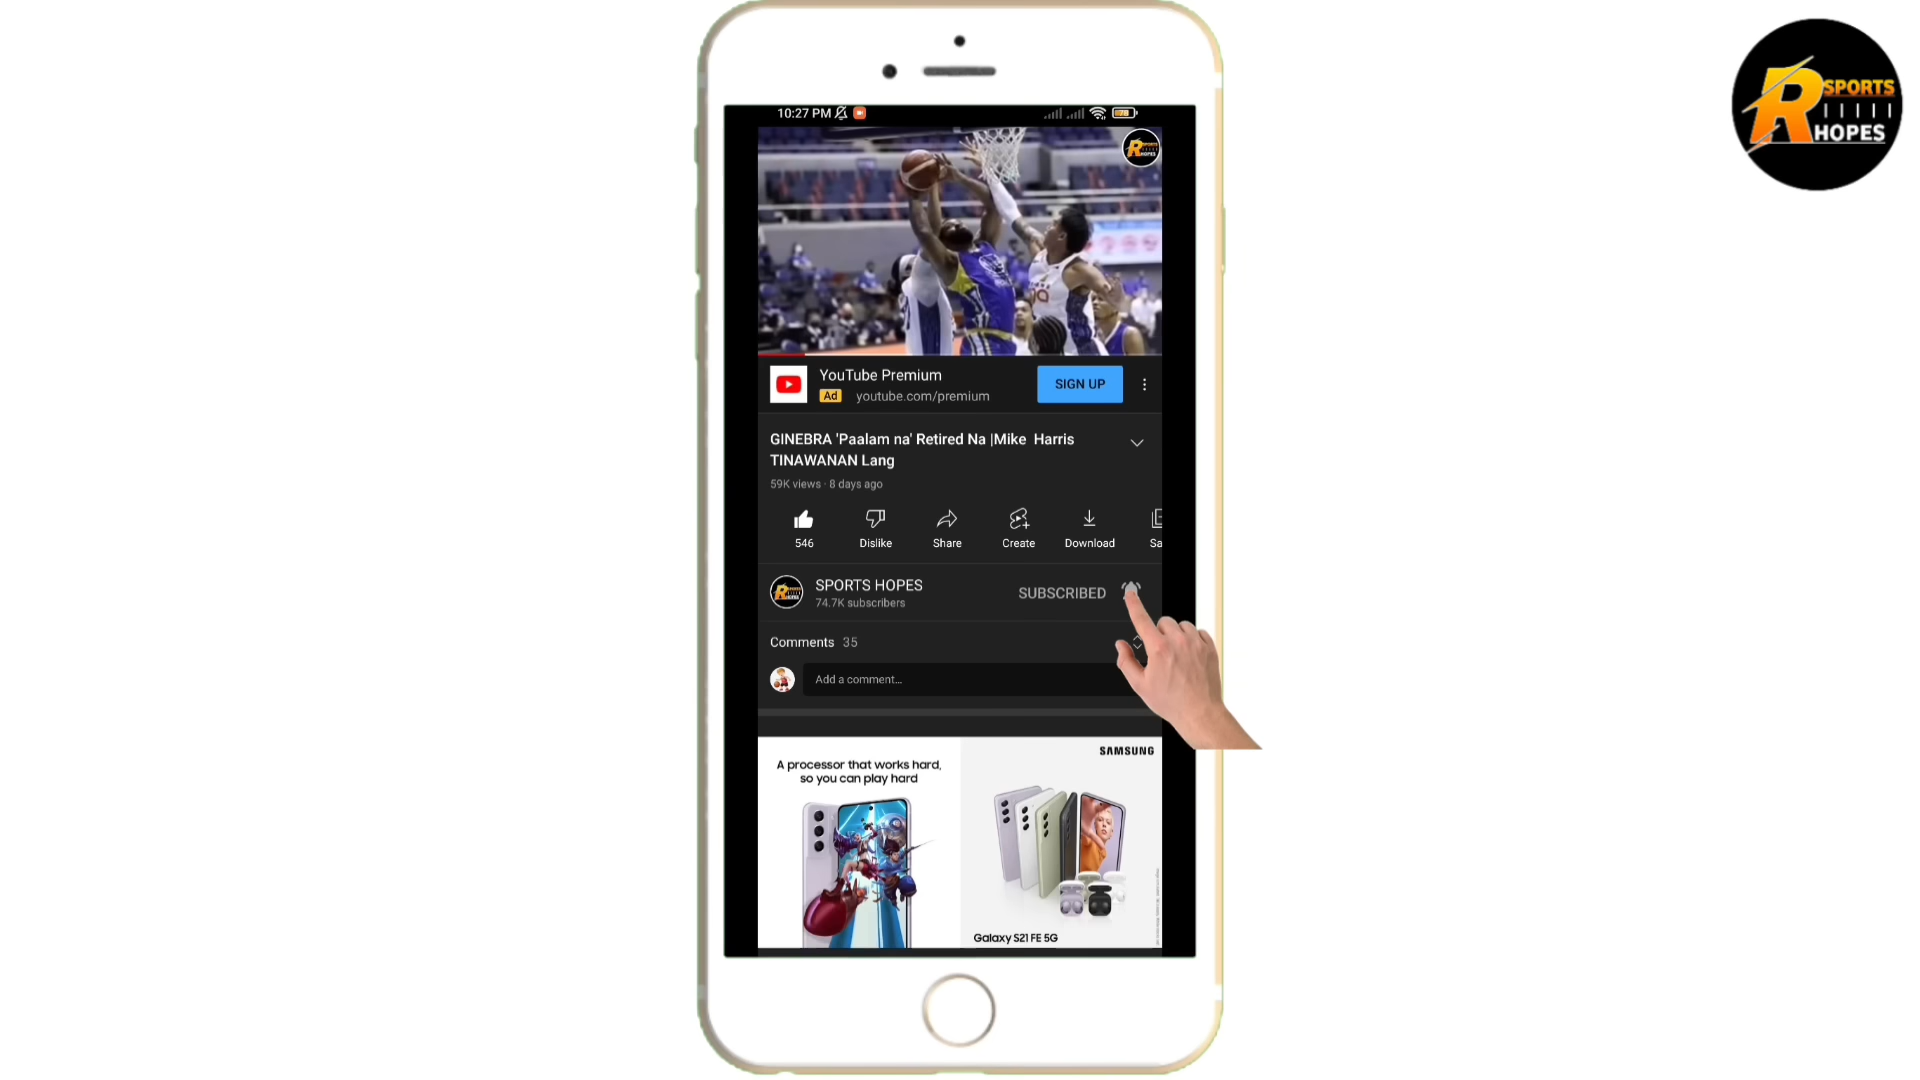 SPORTS
HOPES
10:27 PM
YouTube Premium
Ad youtube.com/premium
SIGN UP
GINEBRA 'Paalam na' Retired Na |Mike Harris
TINAWANAN Lang
59K views · 8 days ago
546
Dislike
Share
Create
Download
Sa
SPORTS HOPES
74.7K subscribers
SUBSCRIBED
Comments 35
Add a comment...
A processor that works hard,
so you can play hard
SAMSUNG
Galaxy S21 FE 5G